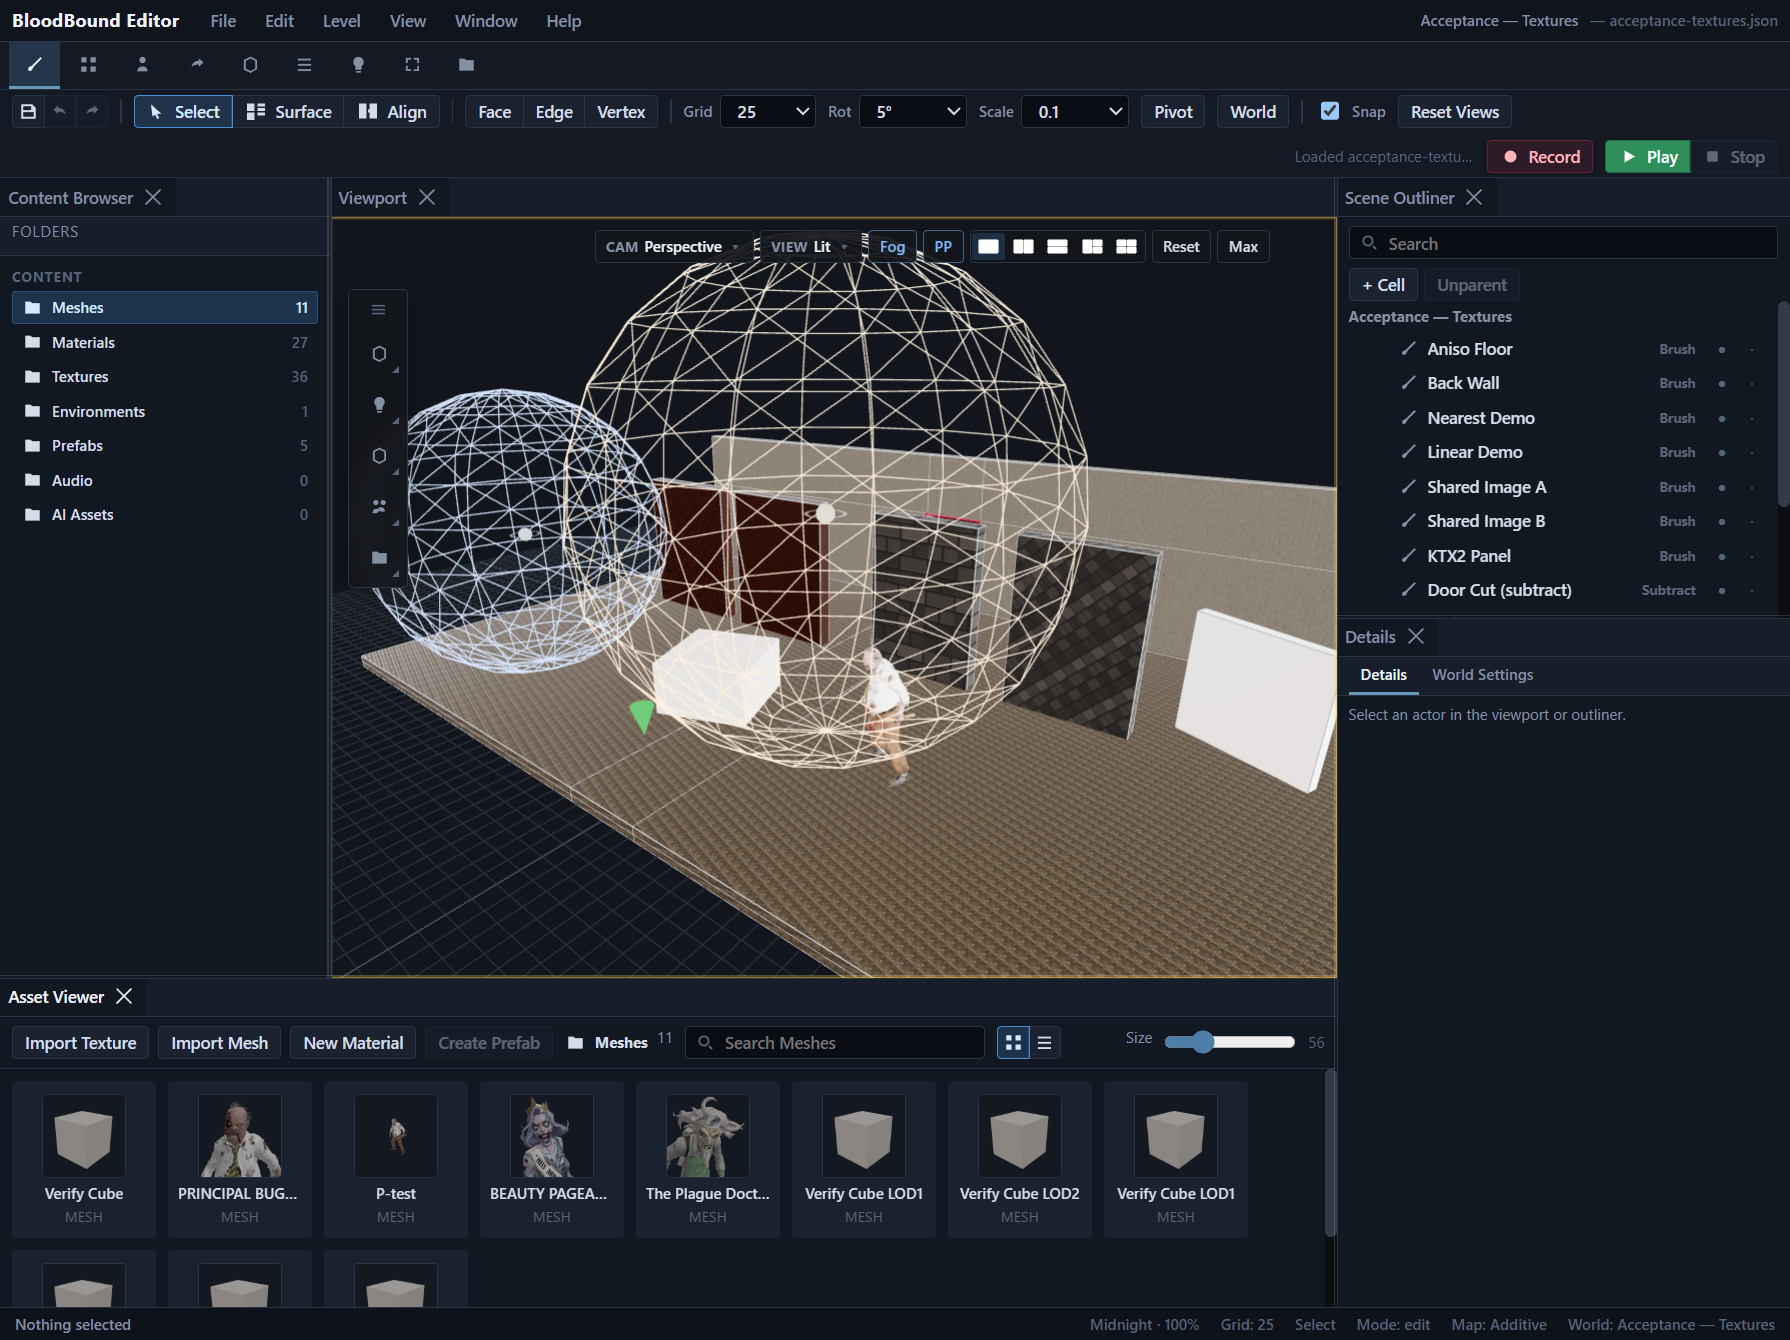 BloodBound Editor File Edit Level View Window Help Acceptance — Textures — acceptance-textures.json
Select Surface Align Face Edge Vertex Grid 25 Rot 5° Scale 0.1 Pivot World Snap Reset Views
Loaded acceptance-textu... Record Play Stop
Content Browser
FOLDERS
CONTENT
Meshes 11
Materials 27
Textures 36
Environments 1
Prefabs 5
Audio 0
AI Assets 0
Viewport
CAM Perspective VIEW Lit Fog PP Reset Max
Scene Outliner
Search
+ Cell Unparent
Acceptance — Textures
Aniso Floor Brush
Back Wall Brush
Nearest Demo Brush
Linear Demo Brush
Shared Image A Brush
Shared Image B Brush
KTX2 Panel Brush
Door Cut (subtract) Subtract
Details
Details World Settings
Select an actor in the viewport or outliner.
Asset Viewer
Import Texture Import Mesh New Material Create Prefab Meshes 11 Search Meshes Size 56
Verify Cube
MESH
PRINCIPAL BUG...
MESH
P-test
MESH
BEAUTY PAGEA...
MESH
The Plague Doct...
MESH
Verify Cube LOD1
MESH
Verify Cube LOD2
MESH
Verify Cube LOD1
MESH
Nothing selected Midnight · 100% Grid: 25 Select Mode: edit Map: Additive World: Acceptance — Textures